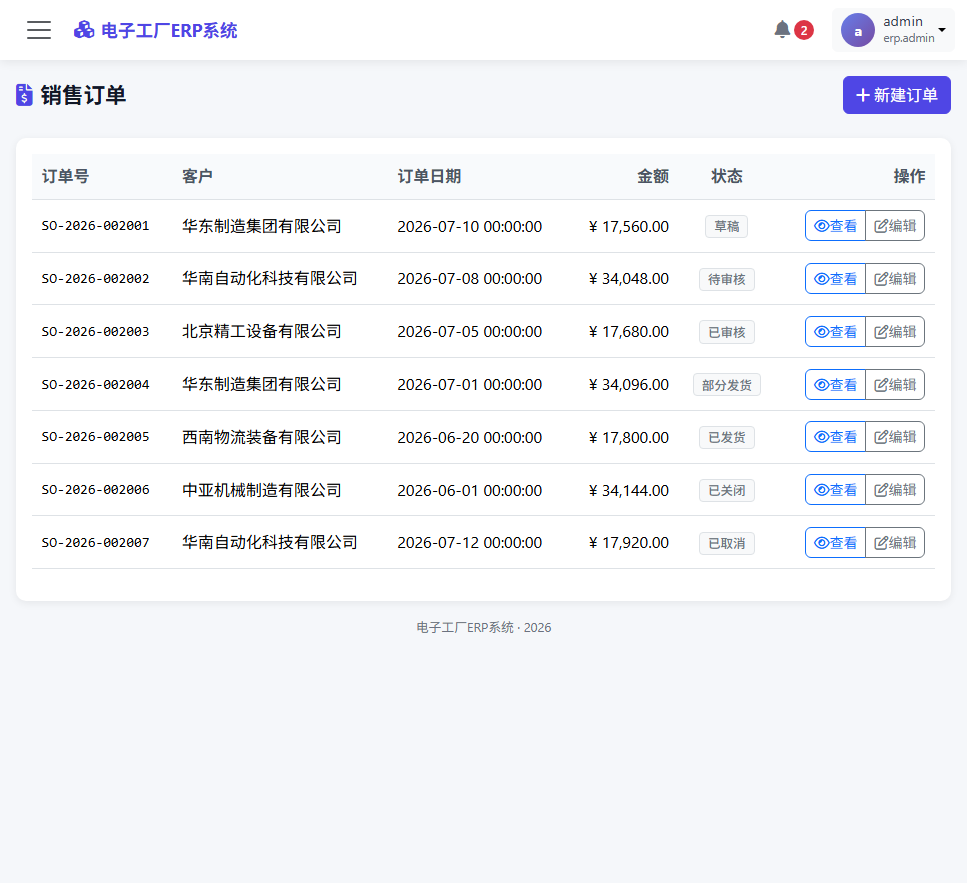 电子工厂ERP系统
2
a
admin
erp.admin
销售订单
新建订单
订单号 客户 订单日期 金额 状态 操作
SO-2026-002001 华东制造集团有限公司 2026-07-10 00:00:00 ¥ 17,560.00 草稿 查看 编辑
SO-2026-002002 华南自动化科技有限公司 2026-07-08 00:00:00 ¥ 34,048.00 待审核 查看 编辑
SO-2026-002003 北京精工设备有限公司 2026-07-05 00:00:00 ¥ 17,680.00 已审核 查看 编辑
SO-2026-002004 华东制造集团有限公司 2026-07-01 00:00:00 ¥ 34,096.00 部分发货 查看 编辑
SO-2026-002005 西南物流装备有限公司 2026-06-20 00:00:00 ¥ 17,800.00 已发货 查看 编辑
SO-2026-002006 中亚机械制造有限公司 2026-06-01 00:00:00 ¥ 34,144.00 已关闭 查看 编辑
SO-2026-002007 华南自动化科技有限公司 2026-07-12 00:00:00 ¥ 17,920.00 已取消 查看 编辑
电子工厂ERP系统 · 2026